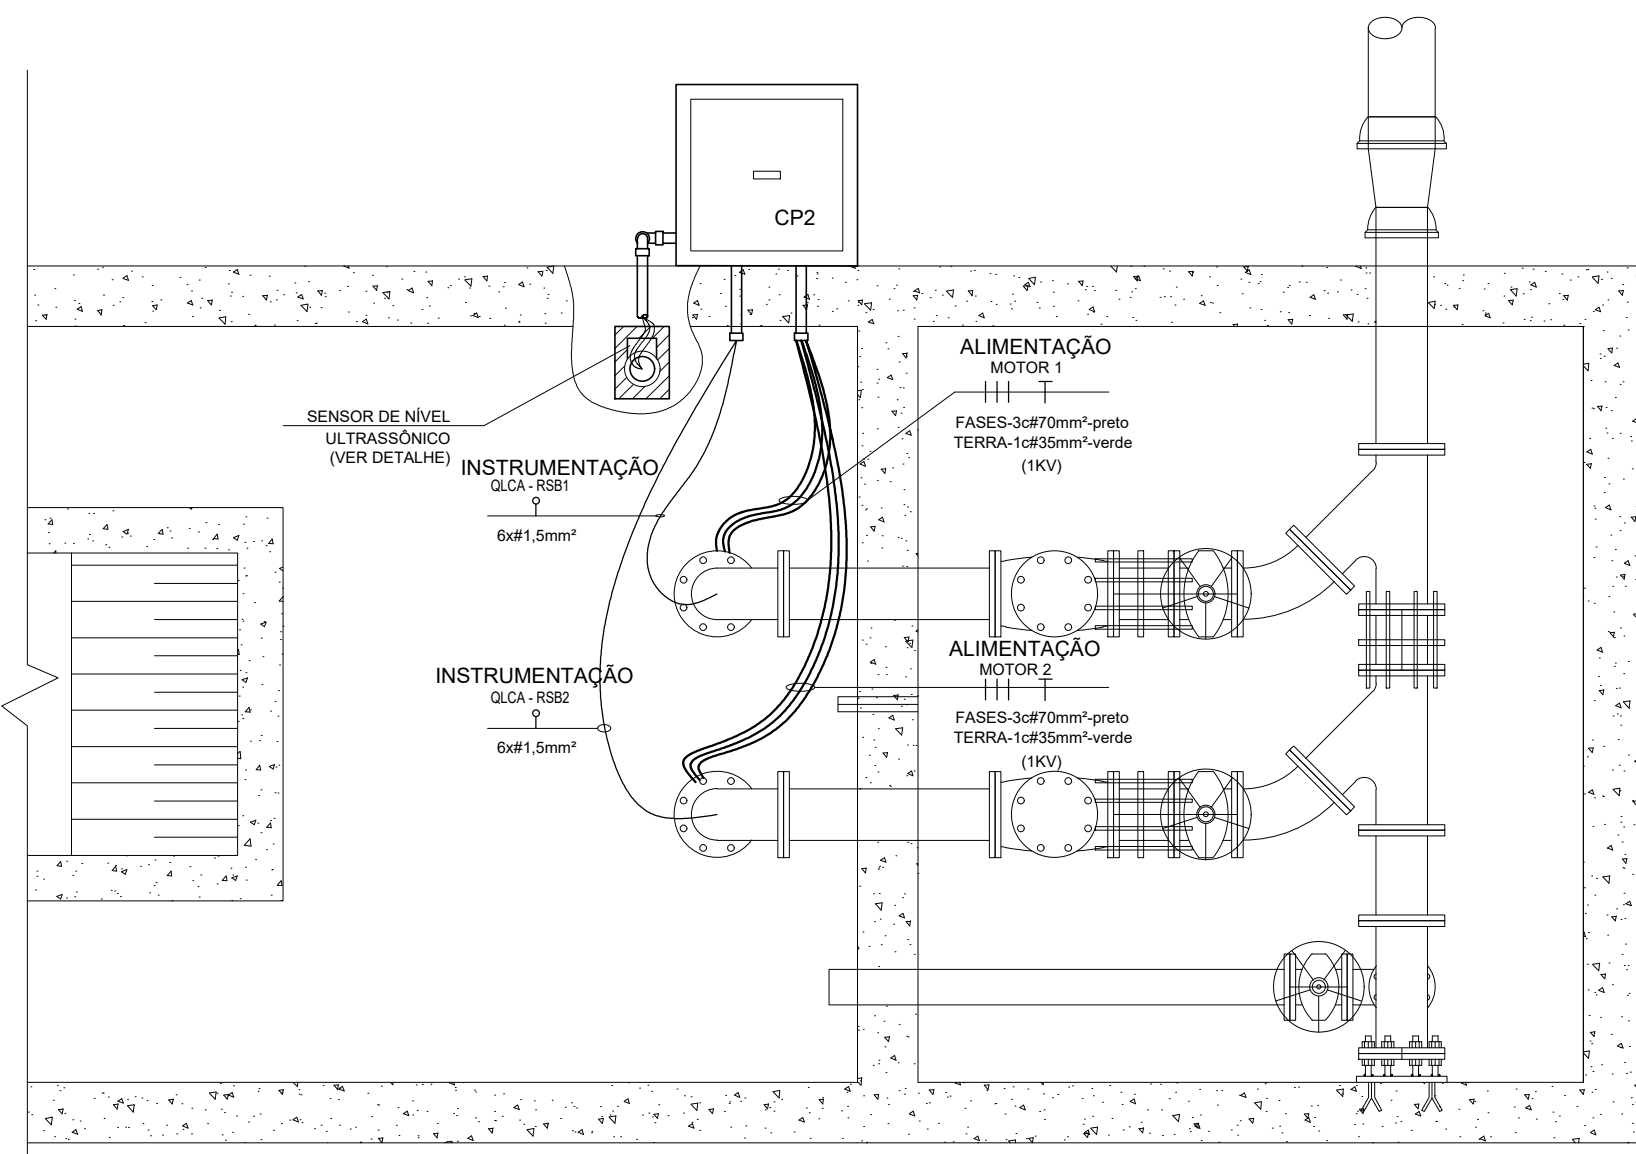 CP2
ALIMENTAÇÃO
MOTOR 1
FASES-3c#70mm²-preto
TERRA-1c#35mm²-verde
(1KV)
SENSOR DE NÍVEL
ULTRASSÔNICO
(VER DETALHE)
INSTRUMENTAÇÃO
QLCA - RSB1
6x#1,5mm²
ALIMENTAÇÃO
MOTOR 2
FASES-3c#70mm²-preto
TERRA-1c#35mm²-verde
(1KV)
INSTRUMENTAÇÃO
QLCA - RSB2
6x#1,5mm²